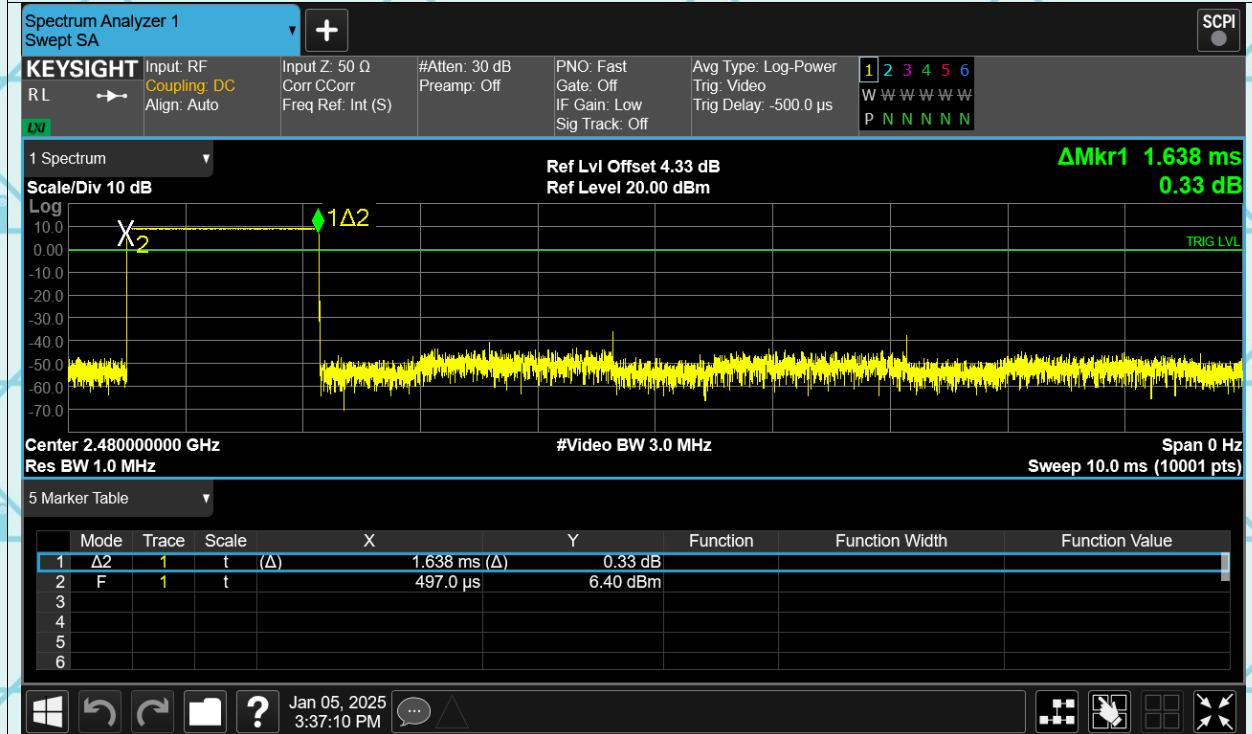 Spectrum Analyzer 1
Swept SA
SCPI
KEYSIGHT
RL
LXI
Input: RF
Coupling: DC
Align: Auto
Input Z: 50 Ω
Corr CCorr
Freq Ref: Int (S)
#Atten: 30 dB
Preamp: Off
PNO: Fast
Gate: Off
IF Gain: Low
Sig Track: Off
Avg Type: Log-Power
Trig: Video
Trig Delay: -500.0 µs
1 2 3 4 5 6
W W W W W W
P N N N N N
1 Spectrum
Scale/Div 10 dB
Ref Lvl Offset 4.33 dB
Ref Level 20.00 dBm
ΔMkr1 1.638 ms
0.33 dB
Log
10.0
0.00
-10.0
-20.0
-30.0
-40.0
-50.0
-60.0
-70.0
X
2
1Δ2
TRIG LVL
Center 2.480000000 GHz
#Video BW 3.0 MHz
Span 0 Hz
Res BW 1.0 MHz
Sweep 10.0 ms (10001 pts)
5 Marker Table
Mode Trace Scale X Y Function Function Width Function Value
1 Δ2 1 t (Δ) 1.638 ms (Δ) 0.33 dB
2 F 1 t 497.0 µs 6.40 dBm
3
4
5
6
?
Jan 05, 2025
3:37:10 PM